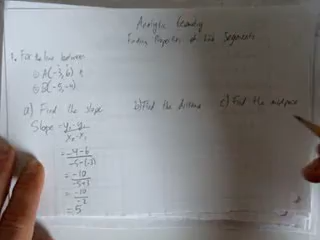 Analytic Geometry
Finding Properties of Line Segments
1. For the line between
i) A(-3, 6) &
ii) B(-5, -4)
a) Find the slope
b) Find the distance
c) Find the midpoint
Slope = y₂-y₁
x₂-x₁
= -4-6
-5-(-3)
= -10
-5+3
= -10
-2
= 5